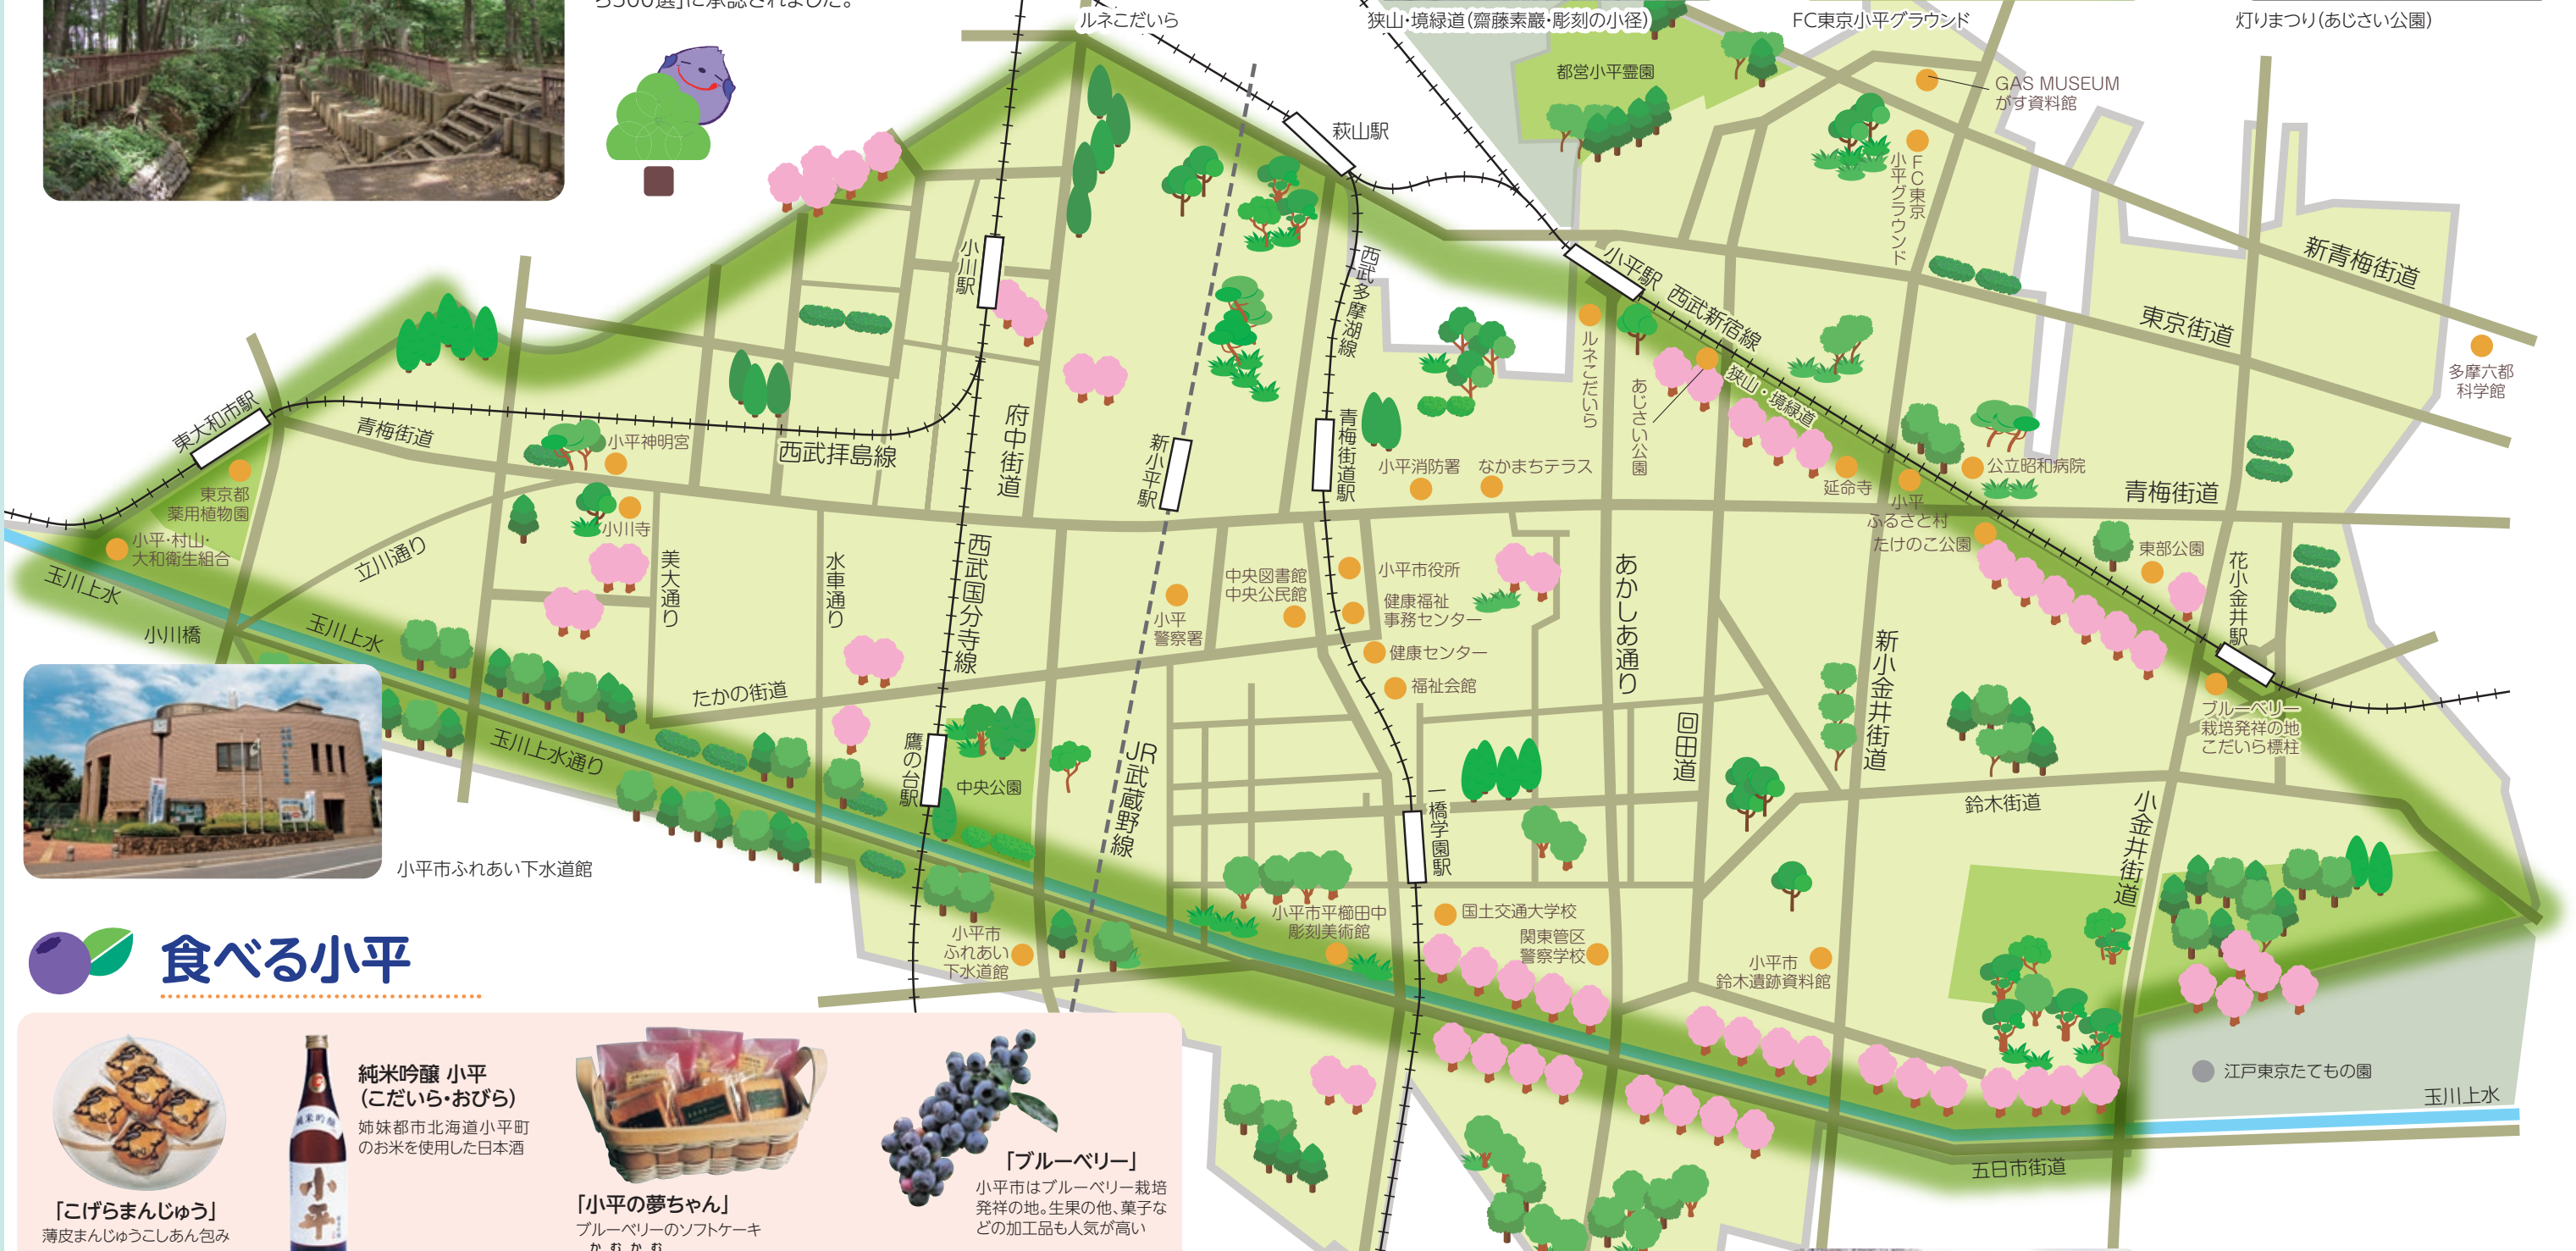 ルネこだいら
狭山・境緑道（齋藤素巖・彫刻の小径）
FC東京小平グラウンド
灯りまつり（あじさい公園）
都営小平霊園
GAS MUSEUM
がす資料館
萩山駅
FC東京
小平グラウンド
小川駅
西武多摩湖線
小平駅
西武新宿線
新青梅街道
東京街道
多摩六都
科学館
ルネこだいら
あじさい公園
狭山・境緑道
東大和市駅
青梅街道
小平神明宮
西武拝島線
府中街道
新小平駅
青梅街道駅
小平消防署
なかまちテラス
延命寺
小平
ふるさと村
公立昭和病院
青梅街道
たけのこ公園
東京都
薬用植物園
小川寺
小平・村山・
大和衛生組合
立川通り
美大通り
水車通り
西武国分寺線
小平
警察署
中央図書館
中央公民館
小平市役所
健康福祉
事務センター
健康センター
福祉会館
あかしあ通り
東部公園
花小金井駅
玉川上水
小川橋
玉川上水
たかの街道
新小金井街道
回田道
ブルーベリー
栽培発祥の地
こだいら標柱
玉川上水通り
鷹の台駅
中央公園
JR武蔵野線
一橋学園駅
鈴木街道
小金井街道
小平市ふれあい下水道館
小平市
ふれあい
下水道館
小平市平櫛田中
彫刻美術館
国土交通大学校
関東管区
警察学校
小平市
鈴木遺跡資料館
江戸東京たてもの園
玉川上水
五日市街道
食べる小平
「こげらまんじゅう」
薄皮まんじゅうこしあん包み
純米吟醸
小平
純米吟醸 小平
（こだいら・おびら）
姉妹都市北海道小平町
のお米を使用した日本酒
「小平の夢ちゃん」
ブルーベリーのソフトケーキ
かむかむ
「ブルーベリー」
小平市はブルーベリー栽培
発祥の地。生果の他、菓子な
どの加工品も人気が高い